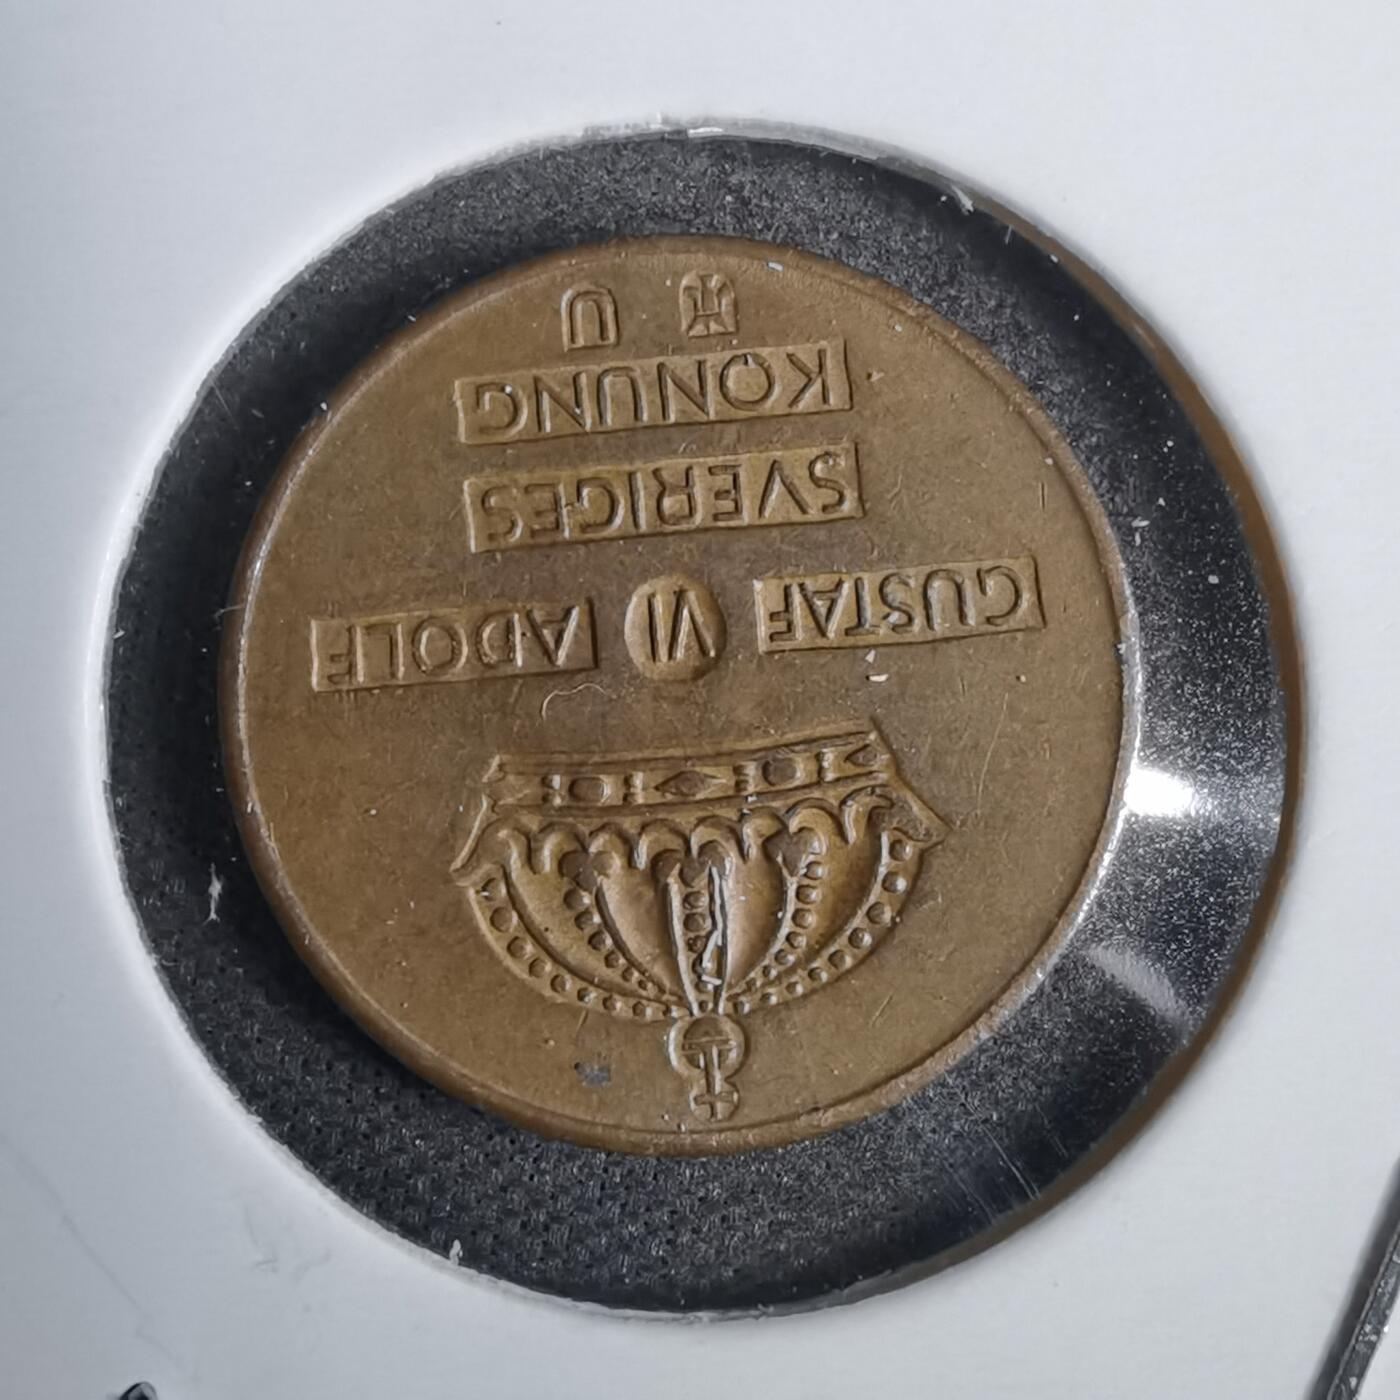 GUSTAF VI ADOLF
SVERIGES
KONUNG
U